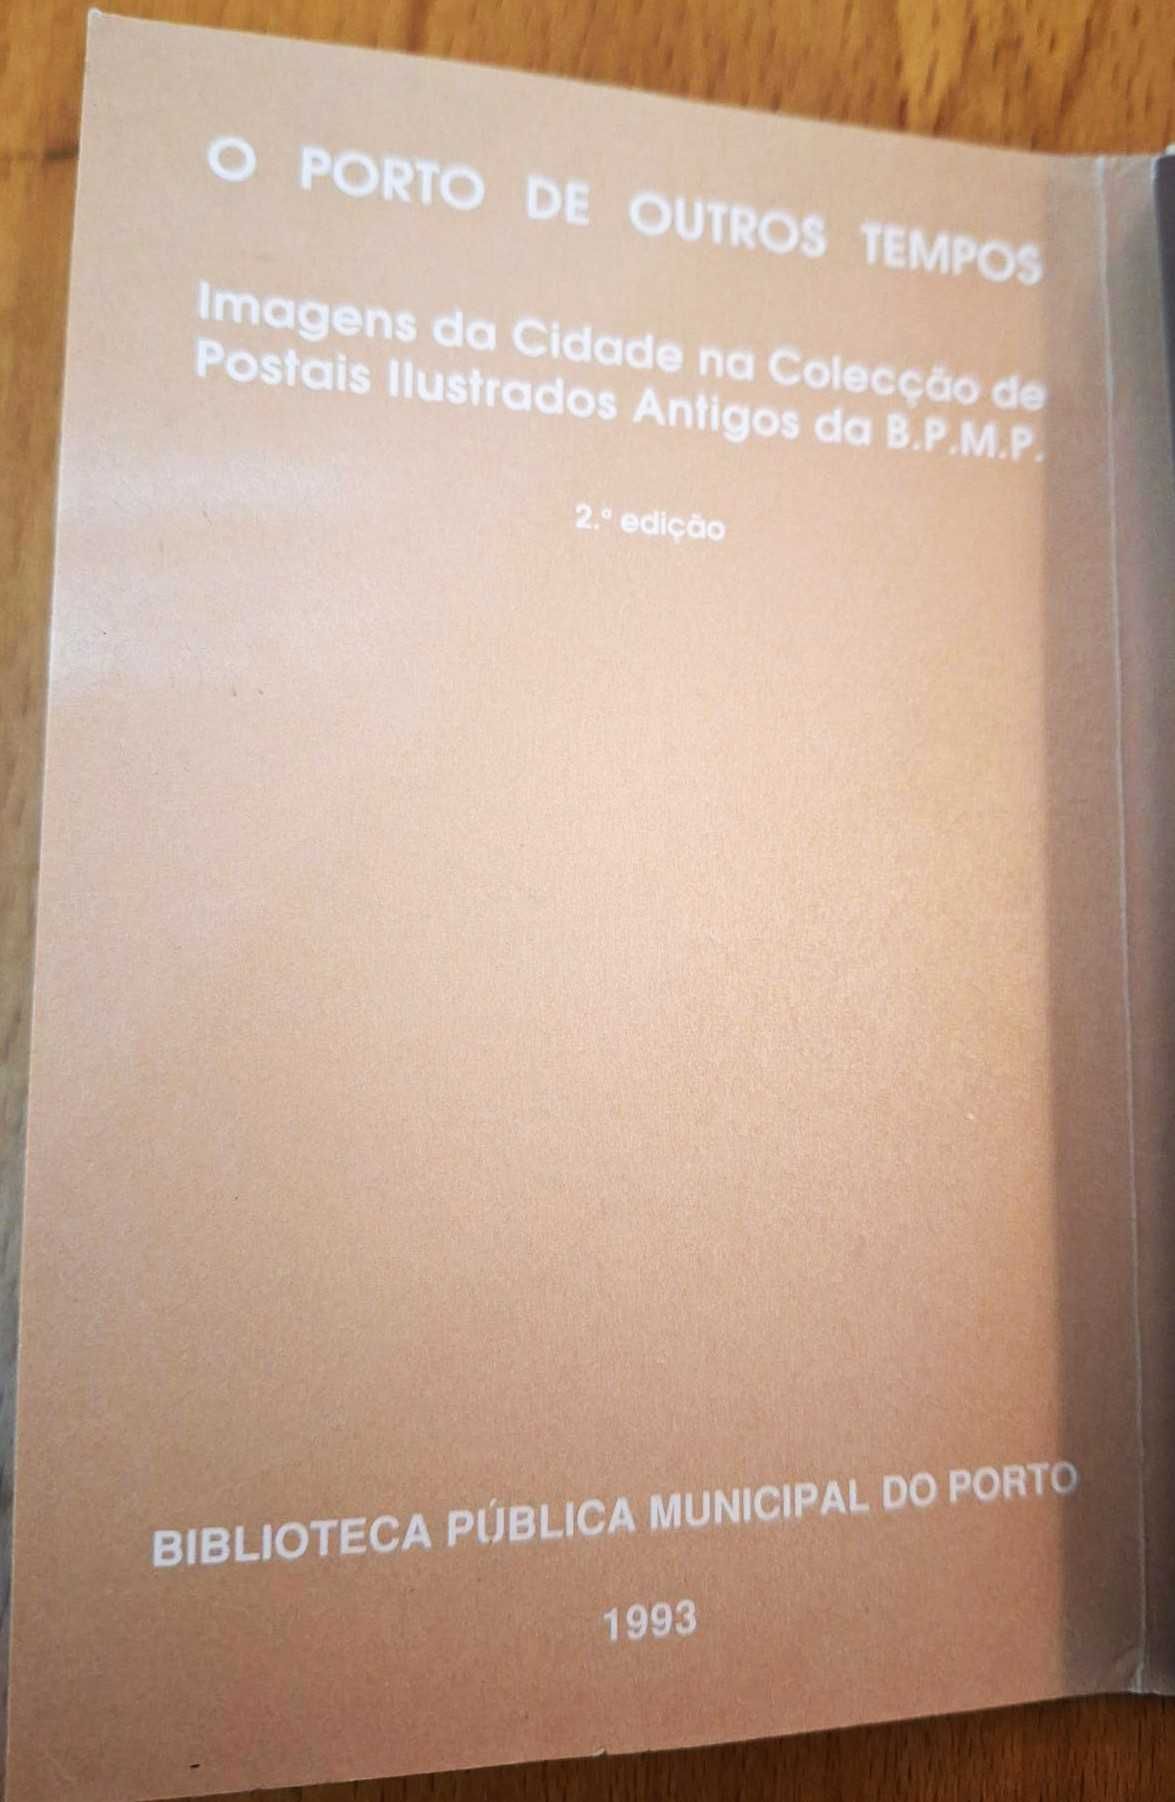 O PORTO DE OUTROS TEMPOS
Imagens da Cidade na Colecção de
Postais Ilustrados Antigos da B.P.M.P.
2.ª edição
BIBLIOTECA PÚBLICA MUNICIPAL DO PORTO
1993